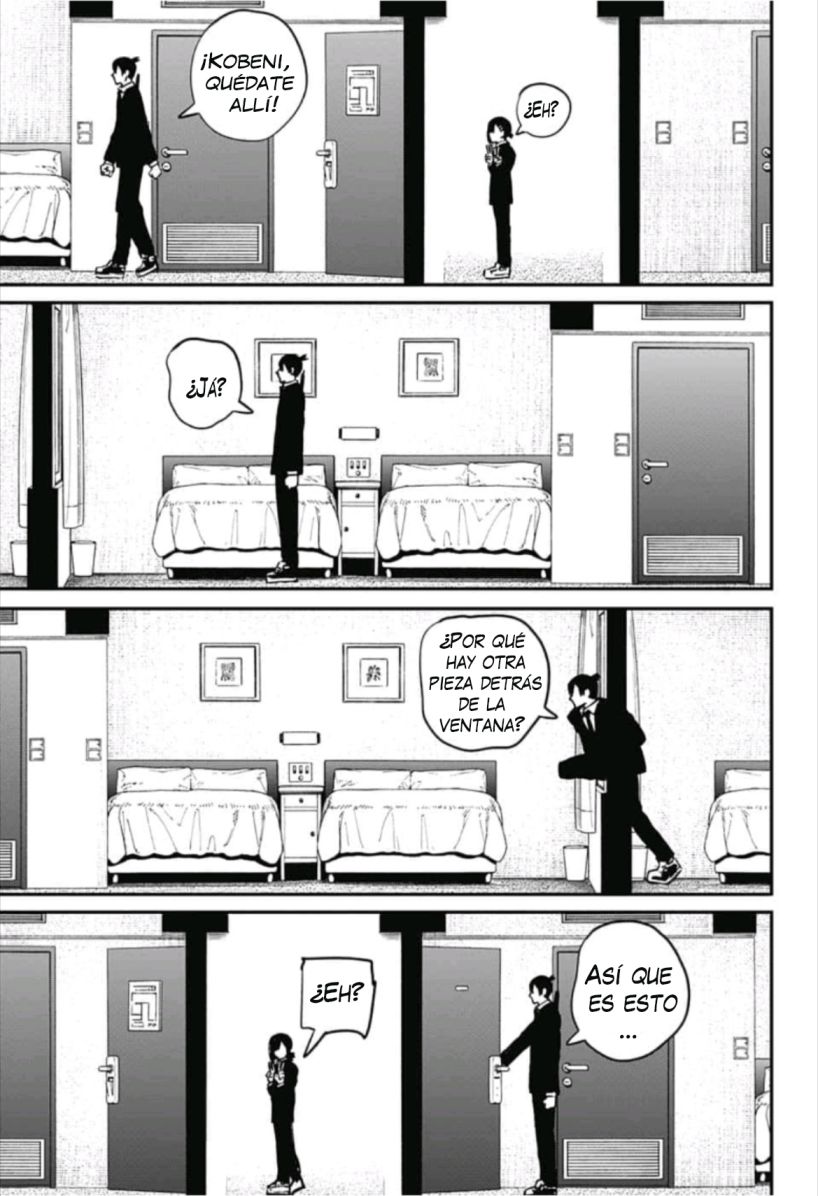 ¡KOBENI,
QUÉDATE
ALLÍ!
¿EH?
¿JÁ?
¿POR QUÉ
HAY OTRA
PIEZA DETRÁS
DE LA
VENTANA?
¿EH?
ASÍ QUE
ES ESTO
...